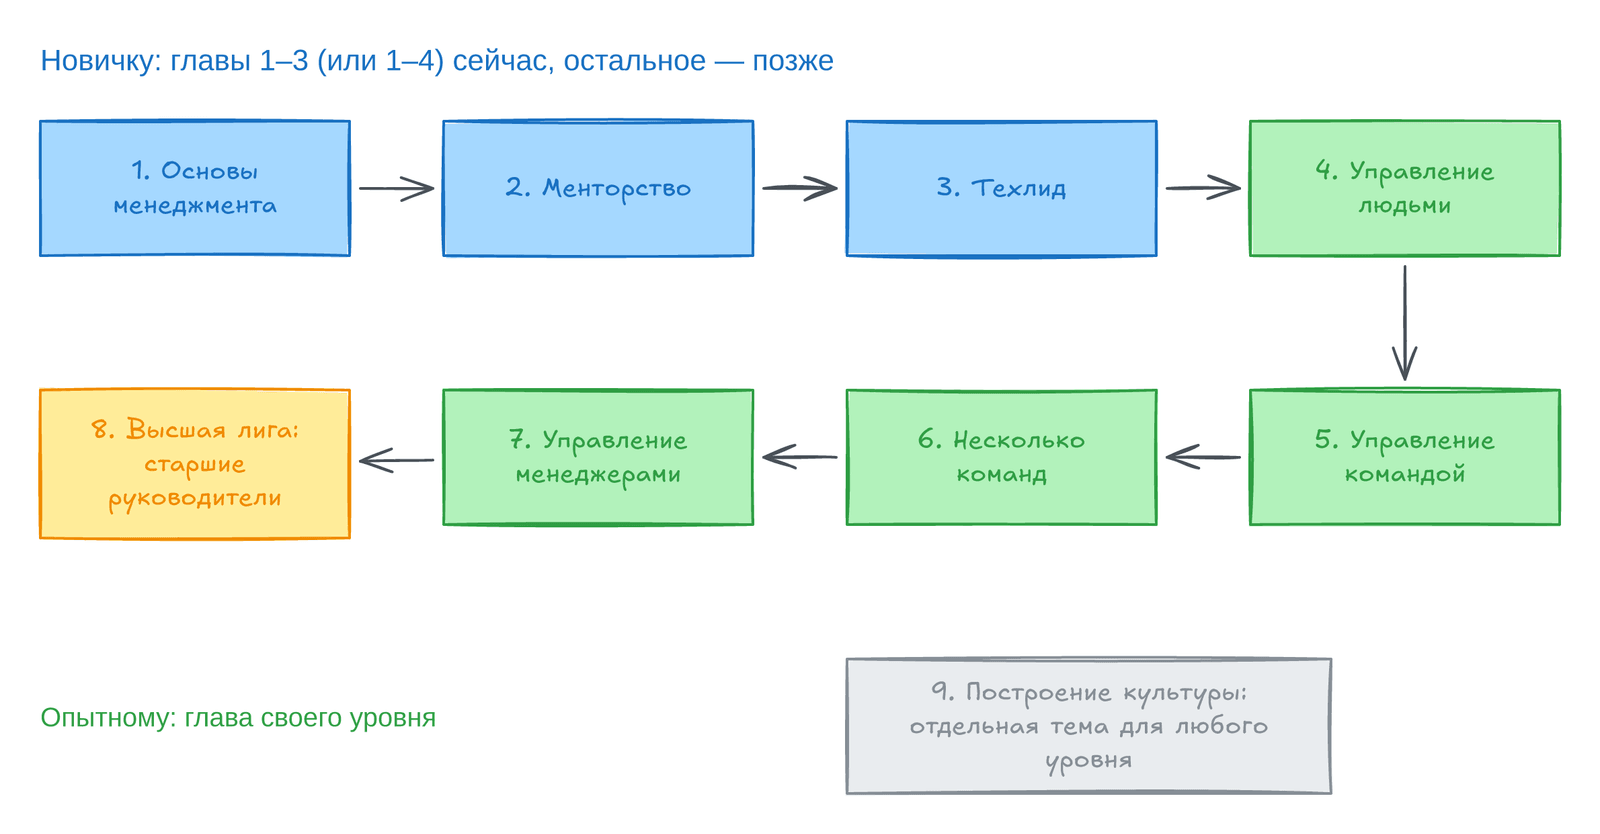 Новичку: главы 1–3 (или 1–4) сейчас, остальное — позже
1. Основы
менеджмента
2. Менторство
3. Техлид
4. Управление
людьми
8. Высшая лига:
старшие
руководители
7. Управление
менеджерами
6. Несколько
команд
5. Управление
командой
9. Построение культуры:
отдельная тема для любого
уровня
Опытному: глава своего уровня